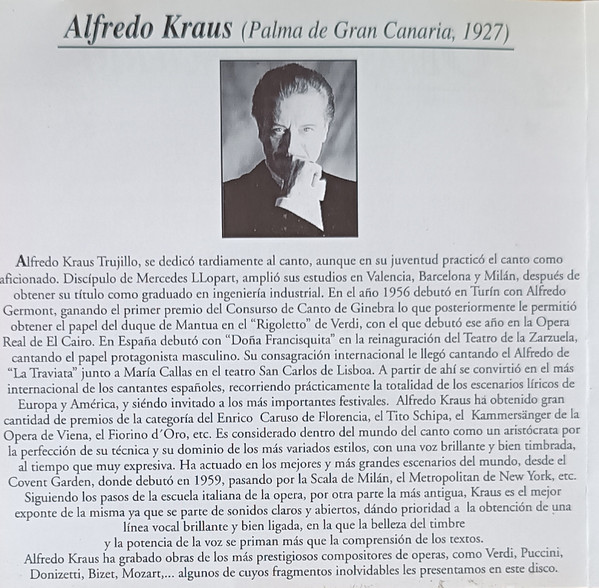 Alfredo Kraus (Palma de Gran Canaria, 1927)
Alfredo Kraus Trujillo, se dedicó tardiamente al canto, aunque en su juventud practicó el canto como
aficionado. Discípulo de Mercedes LLopart, amplió sus estudios en Valencia, Barcelona y Milán, después de
obtener su título como graduado en ingeniería industrial. En el año 1956 debutó en Turín con Alfredo
Germont, ganando el primer premio del Consurso de Canto de Ginebra lo que posteriormente le permitió
obtener el papel del duque de Mantua en el "Rigoletto" de Verdi, con el que debutó ese año en la Opera
Real de El Cairo. En España debutó con "Doña Francisquita" en la reinaguración del Teatro de la Zarzuela,
cantando el papel protagonista masculino. Su consagración internacional le llegó cantando el Alfredo de
"La Traviata" junto a María Callas en el teatro San Carlos de Lisboa. A partir de ahí se convirtió en el más
internacional de los cantantes españoles, recorriendo prácticamente la totalidad de los escenarios líricos de
Europa y América, y siéndo invitado a los más importantes festivales. Alfredo Kraus ha obtenido gran
cantidad de premios de la categoría del Enrico Caruso de Florencia, el Tito Schipa, el Kammersänger de la
Opera de Viena, el Fiorino d´Oro, etc. Es considerado dentro del mundo del canto como un aristócrata por
la perfección de su técnica y su dominio de los más variados estilos, con una voz brillante y bien timbrada,
al tiempo que muy expresiva. Ha actuado en los mejores y más grandes escenarios del mundo, desde el
Covent Garden, donde debutó en 1959, pasando por la Scala de Milán, el Metropolitan de New York, etc.
Siguiendo los pasos de la escuela italiana de la opera, por otra parte la más antigua, Kraus es el mejor
exponte de la misma ya que se parte de sonidos claros y abiertos, dándo prioridad a la obtención de una
línea vocal brillante y bien ligada, en la que la belleza del timbre
y la potencia de la voz se priman más que la comprensión de los textos.
Alfredo Kraus ha grabado obras de los más prestigiosos compositores de operas, como Verdi, Puccini,
Donizetti, Bizet, Mozart,... algunos de cuyos fragmentos inolvidables les presentamos en este disco.